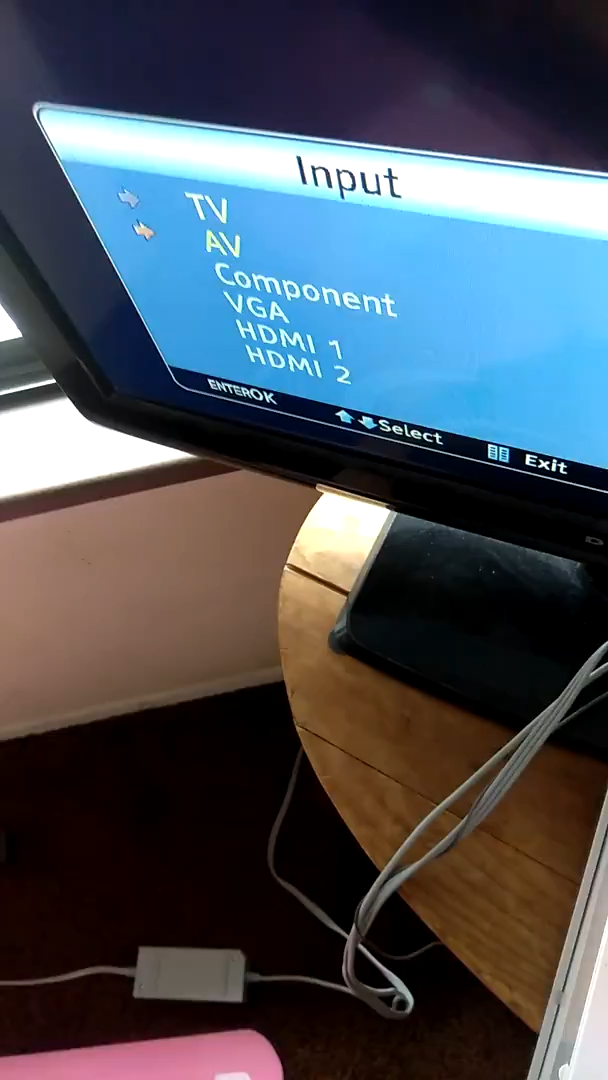 Input
TV
AV
Component
VGA
HDMI 1
HDMI 2
ENTEROK
Select
Exit